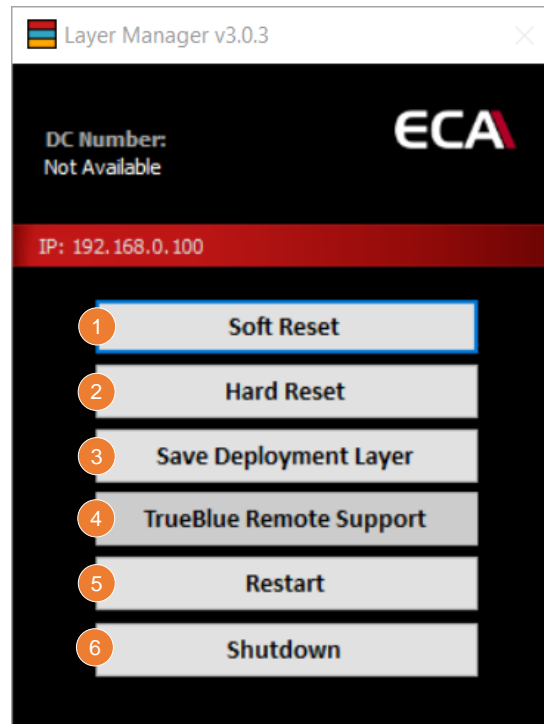 Layer Manager v3.0.3
ECA
DC Number:
Not Available
IP: 192.168.0.100
1 Soft Reset
2 Hard Reset
3 Save Deployment Layer
4 TrueBlue Remote Support
5 Restart
6 Shutdown